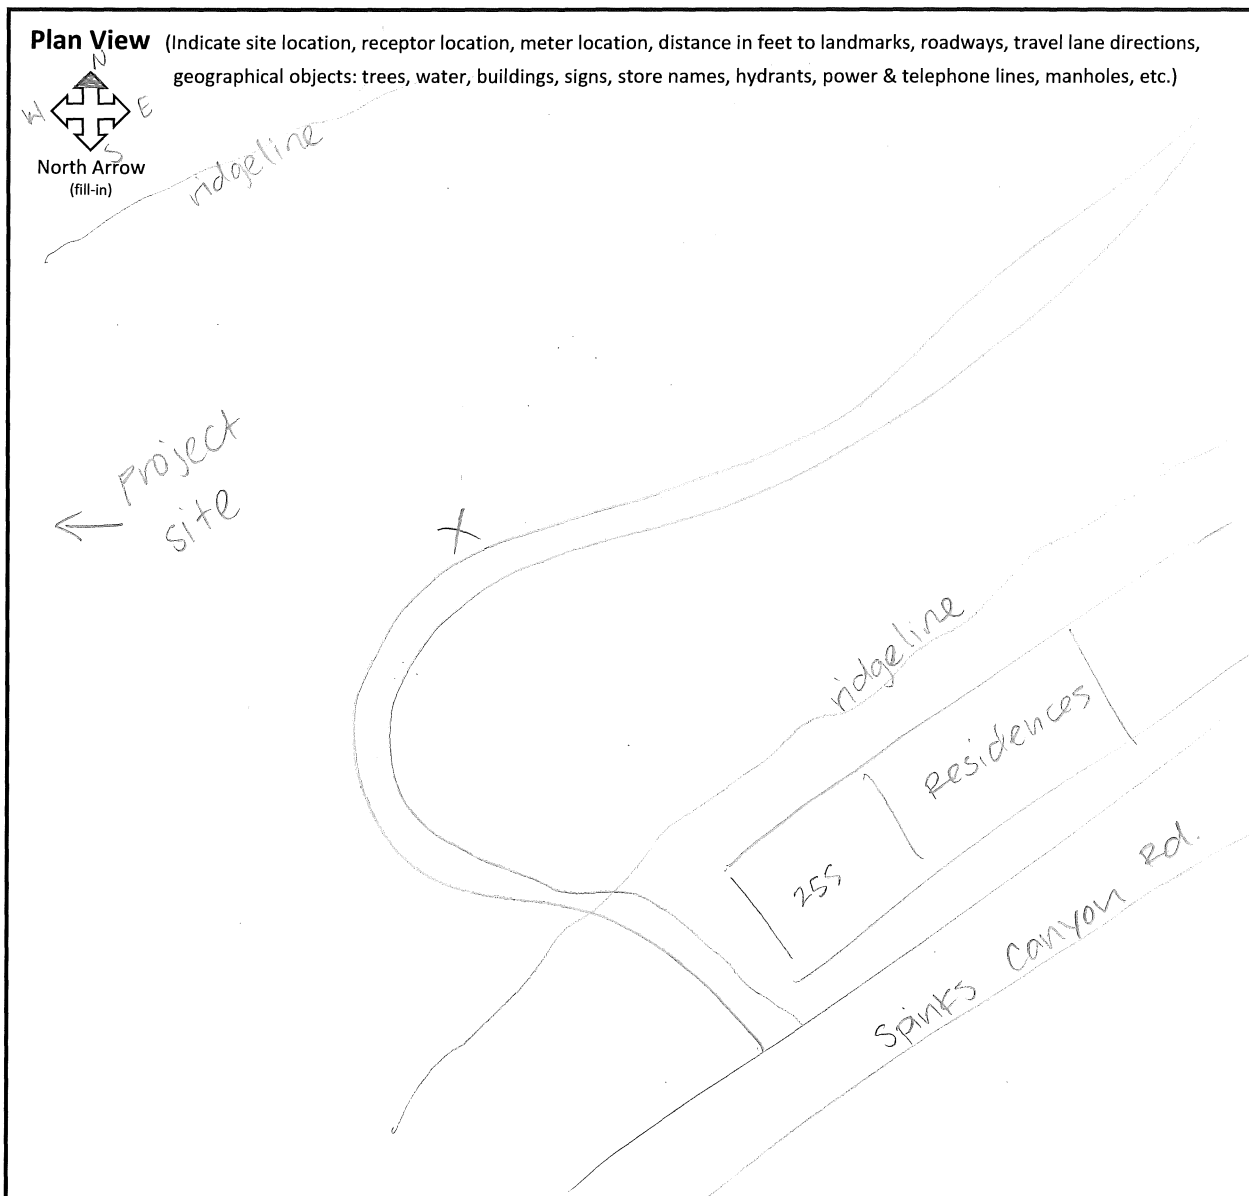 Plan View (Indicate site location, receptor location, meter location, distance in feet to landmarks, roadways, travel lane directions,
geographical objects: trees, water, buildings, signs, store names, hydrants, power & telephone lines, manholes, etc.)
N
W
E
S
North Arrow
(fill-in)
ridgeline
Project
site
X
ridgeline
Residences
255
Spinks Canyon Rd.